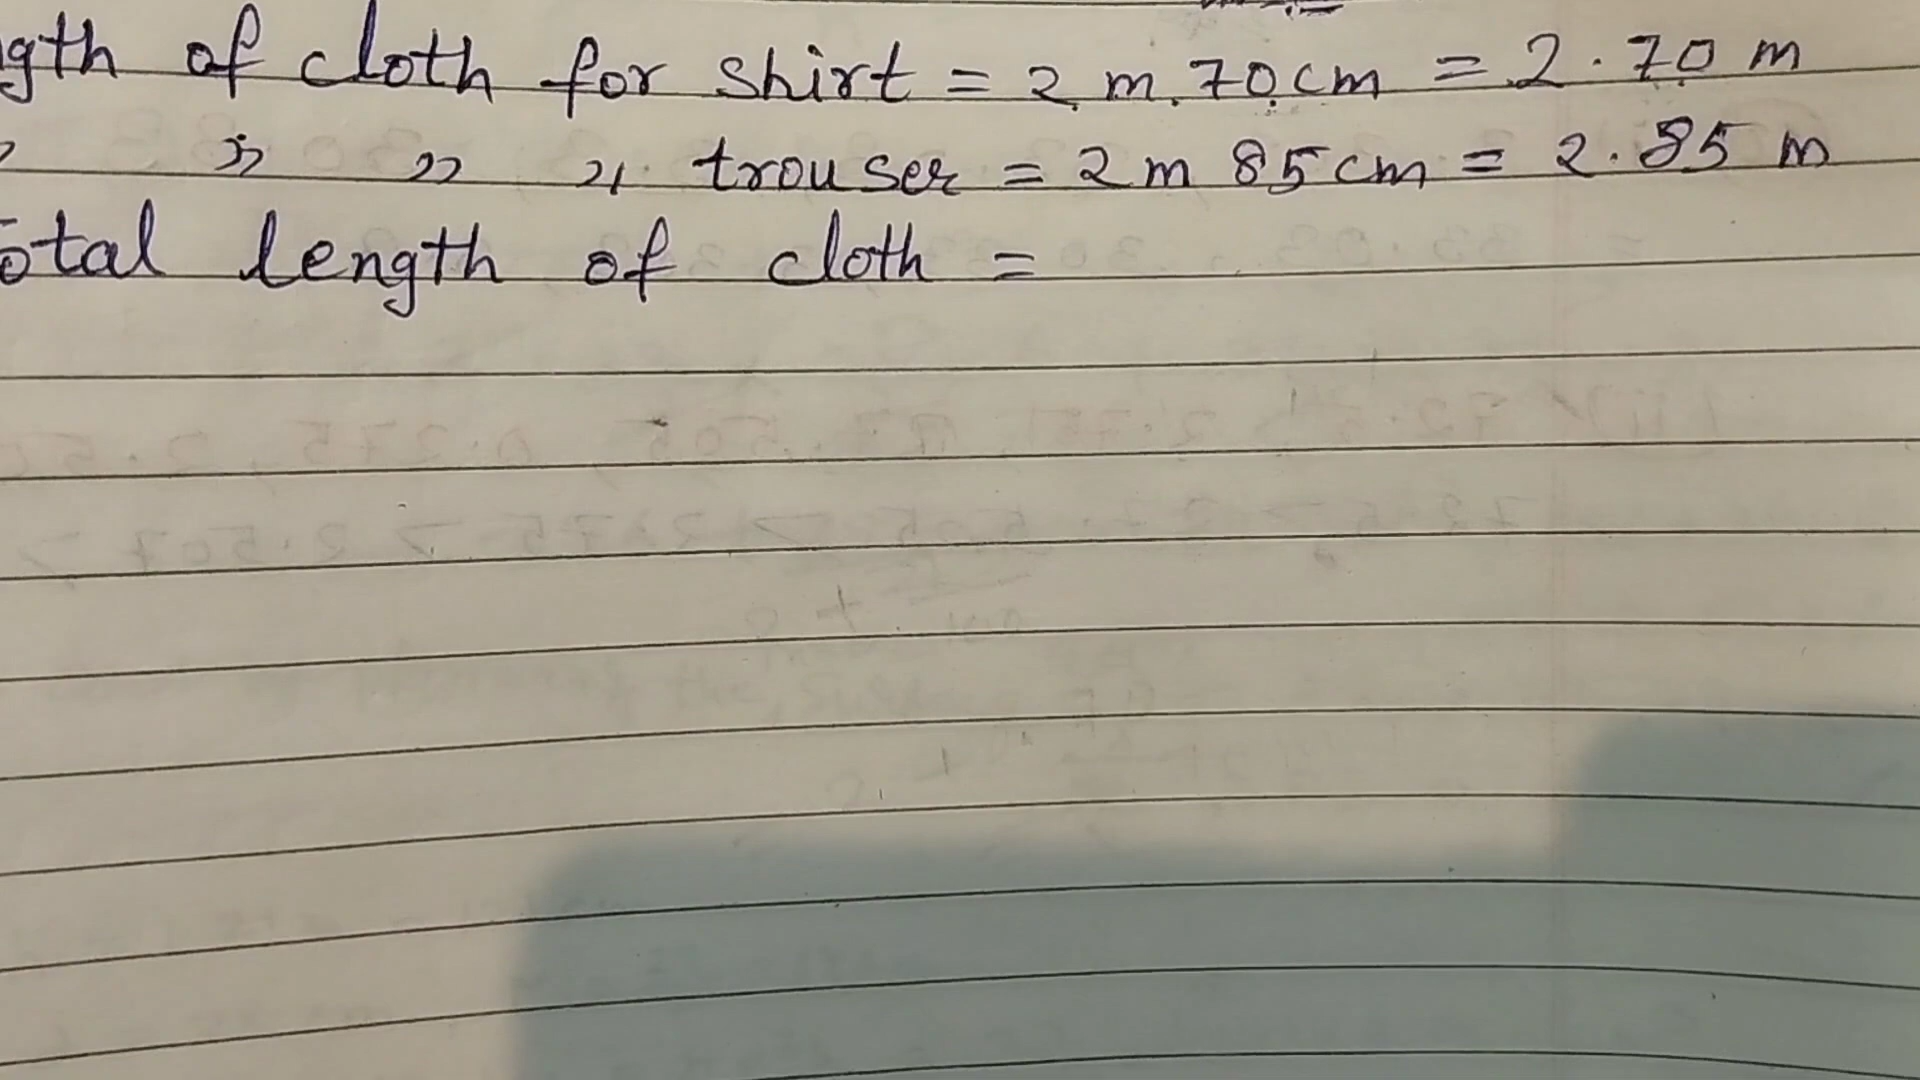 gth of cloth for shirt = 2 m 70 cm = 2.70 m
" " " trouser = 2 m 85 cm = 2.85 m
otal length of cloth =